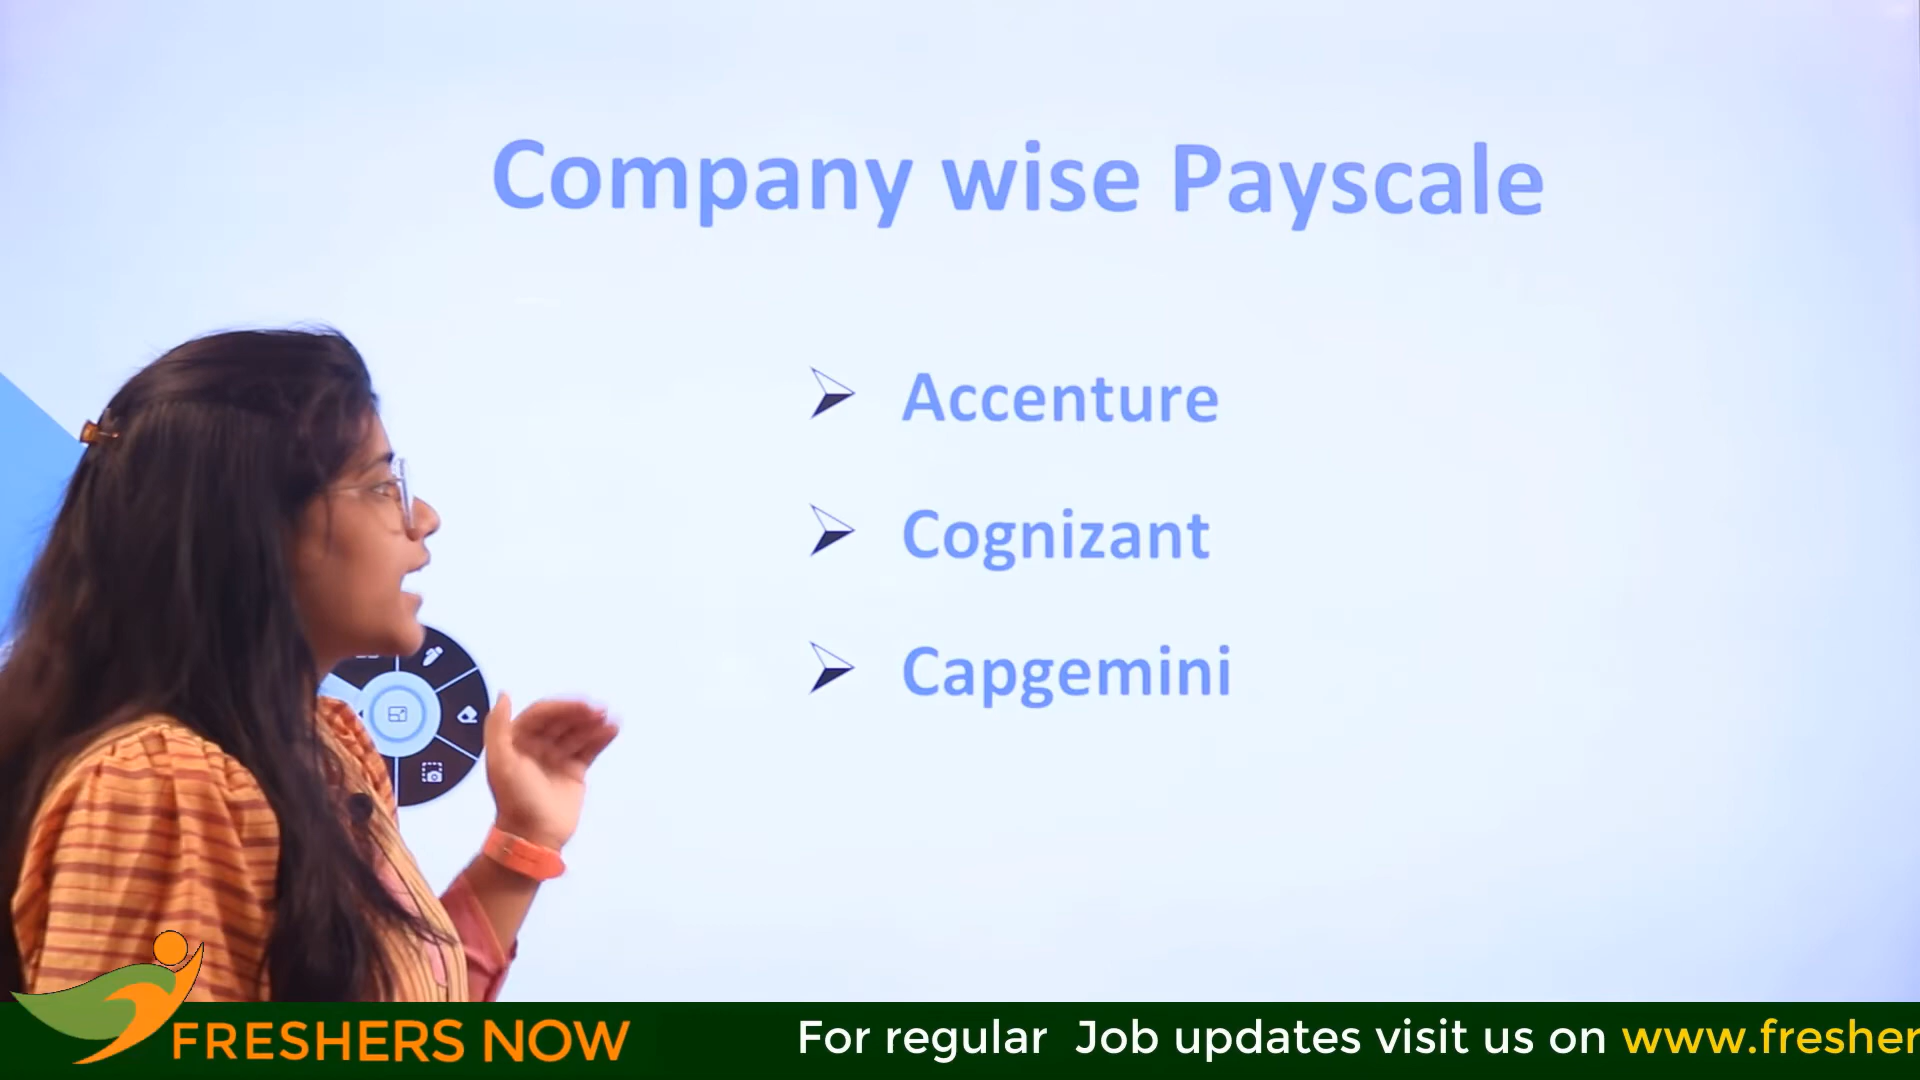 Company wise Payscale
Accenture
Cognizant
Capgemini
FRESHERS NOW
For regular Job updates visit us on www.fresher